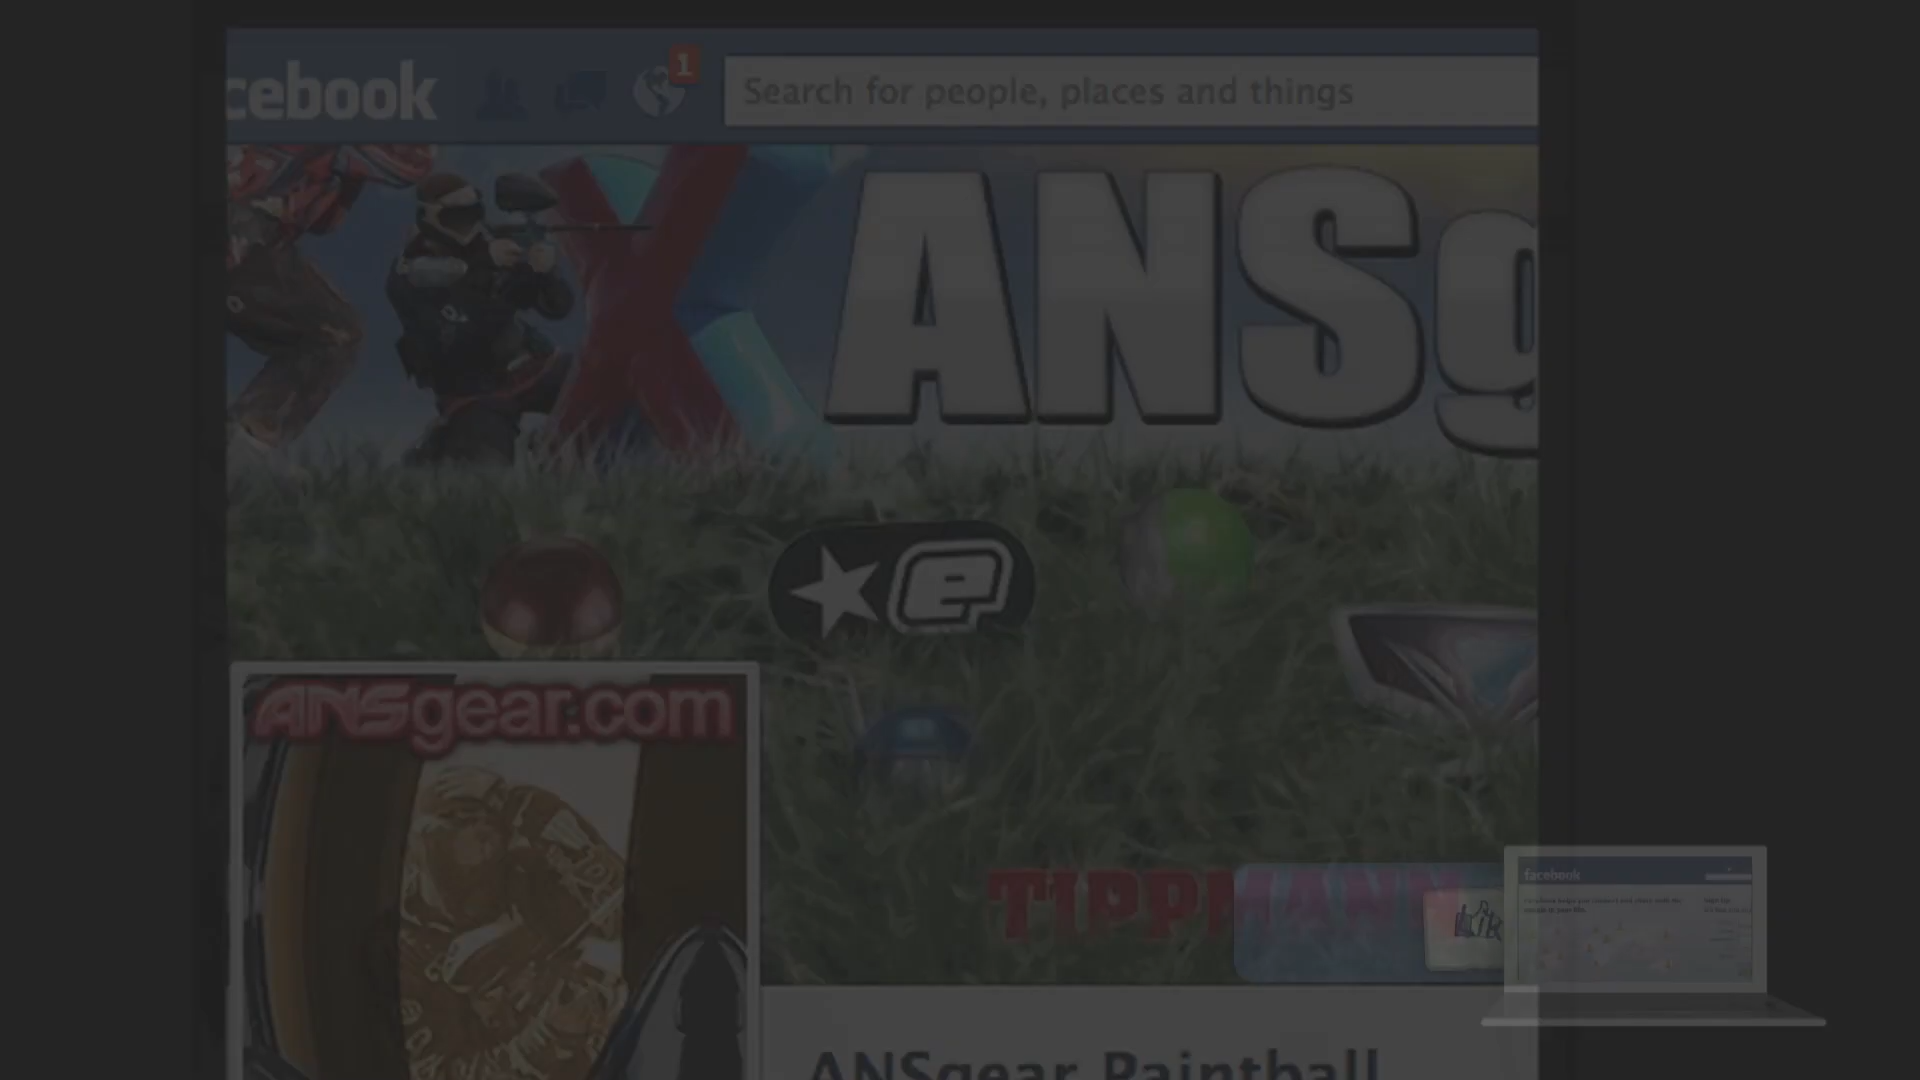 cebook
1
Search for people, places and things
X ANSg
e
ANSgear.com
TIPPMANN
facebook
ANSgear Paintball